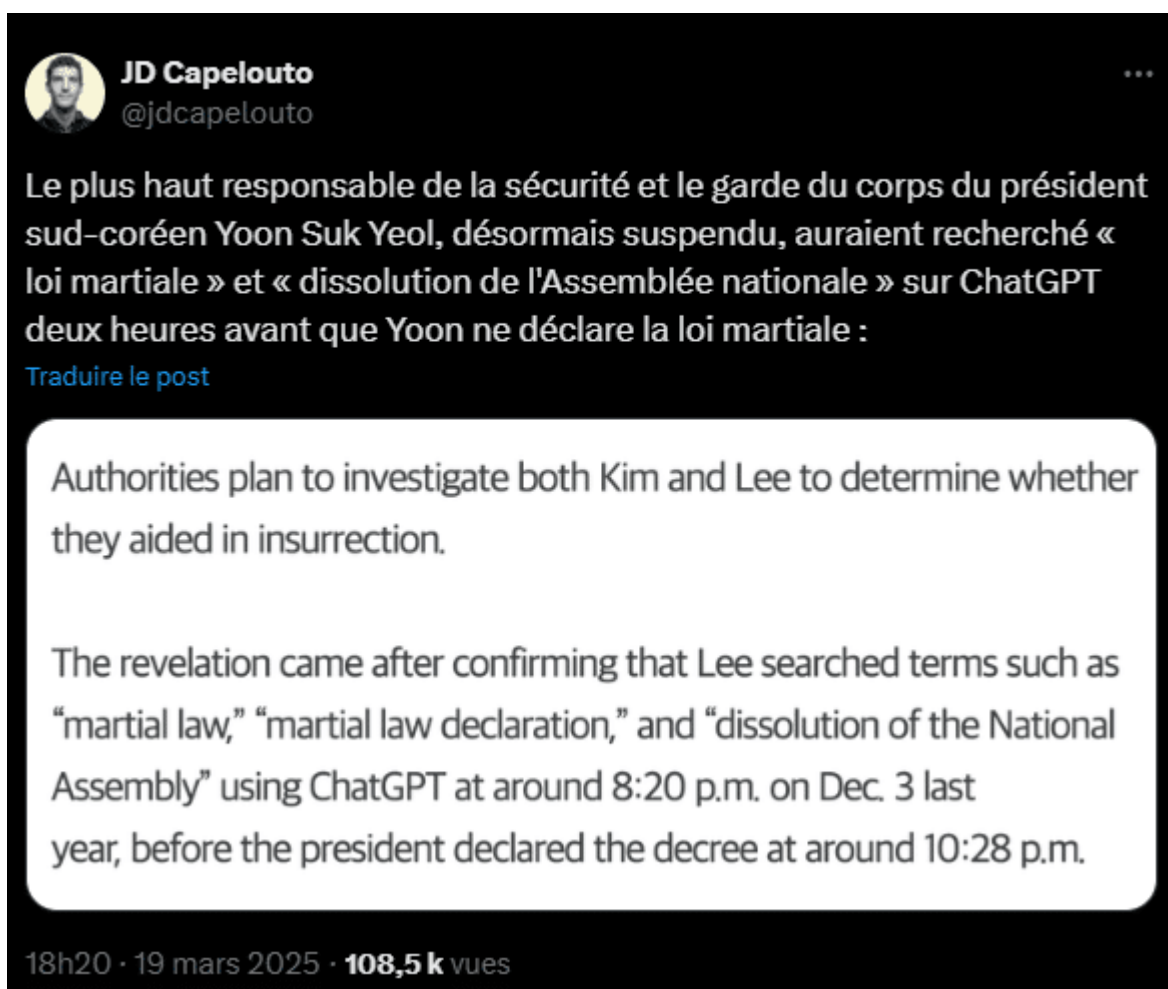 JD Capelouto
@jdcapelouto
Le plus haut responsable de la sécurité et le garde du corps du président
sud-coréen Yoon Suk Yeol, désormais suspendu, auraient recherché «
loi martiale » et « dissolution de l'Assemblée nationale » sur ChatGPT
deux heures avant que Yoon ne déclare la loi martiale :
Traduire le post
Authorities plan to investigate both Kim and Lee to determine whether
they aided in insurrection.
The revelation came after confirming that Lee searched terms such as
“martial law,” “martial law declaration,” and “dissolution of the National
Assembly” using ChatGPT at around 8:20 p.m. on Dec. 3 last
year, before the president declared the decree at around 10:28 p.m.
18h20 · 19 mars 2025 · 108,5 k vues